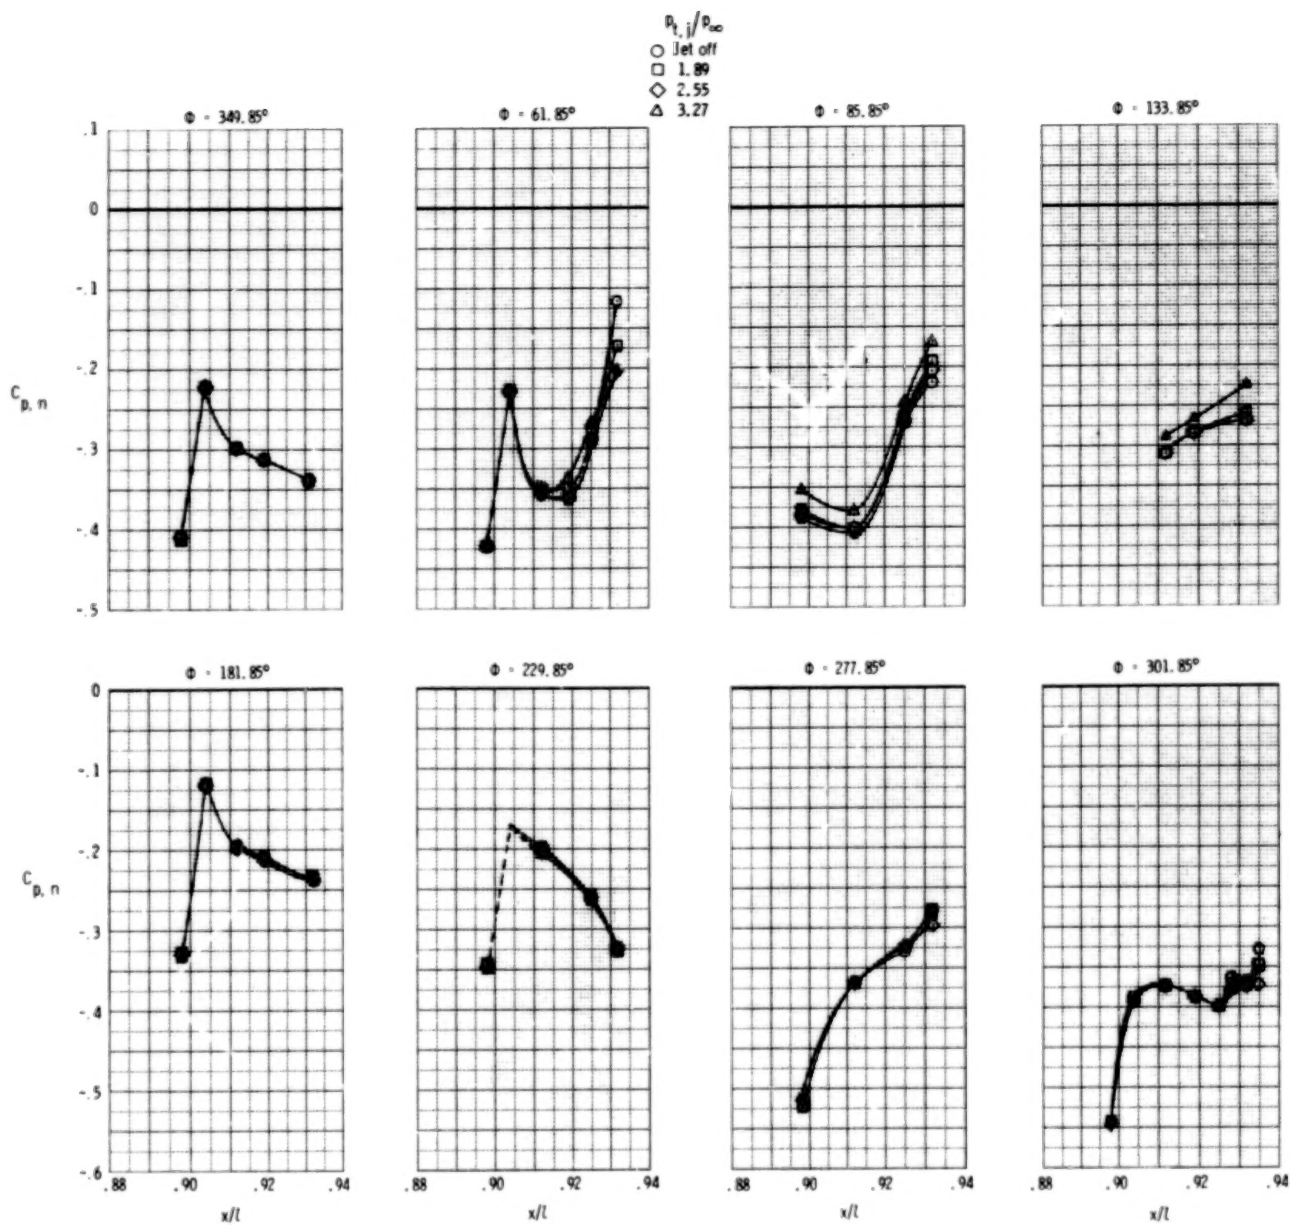 p_t, j/p_∞
Jet off
1.89
2.55
3.27
Φ = 349.85°
Φ = 61.85°
Φ = 85.85°
Φ = 133.85°
.1
0
-.1
-.2
C_p, n
-.3
-.4
-.5
Φ = 181.85°
Φ = 229.85°
Φ = 277.85°
Φ = 301.85°
0
-.1
-.2
C_p, n
-.3
-.4
-.5
-.6
.88 .90 .92 .94
.88 .90 .92 .94
.88 .90 .92 .94
.88 .90 .92 .94
x/l
x/l
x/l
x/l